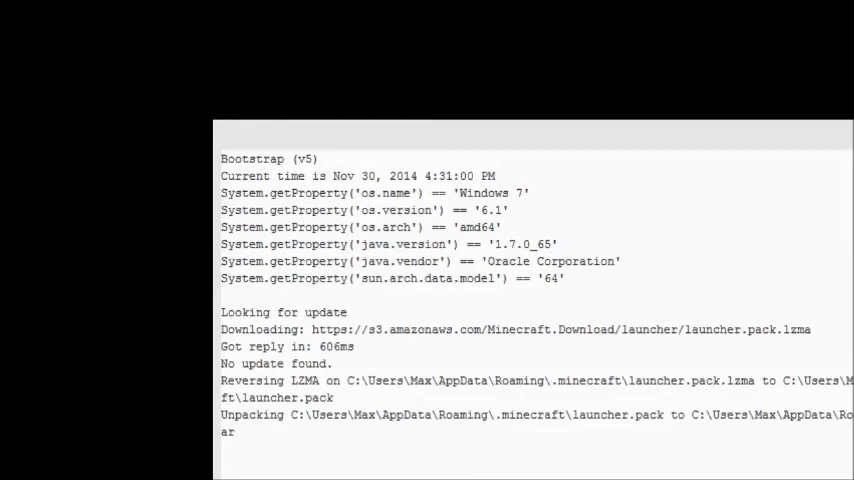 Bootstrap (v5)
Current time is Nov 30, 2014 4:31:00 PM
System.getProperty('os.name') == 'Windows 7'
System.getProperty('os.version') == '6.1'
System.getProperty('os.arch') == 'amd64'
System.getProperty('java.version') == '1.7.0_65'
System.getProperty('java.vendor') == 'Oracle Corporation'
System.getProperty('sun.arch.data.model') == '64'
Looking for update
Downloading: https://s3.amazonaws.com/Minecraft.Download/launcher/launcher.pack.lzma
Got reply in: 606ms
No update found.
Reversing LZMA on C:\Users\Max\AppData\Roaming\.minecraft\launcher.pack.lzma to C:\Users\M
ft\launcher.pack
Unpacking C:\Users\Max\AppData\Roaming\.minecraft\launcher.pack to C:\Users\Max\AppData\Ro
ar